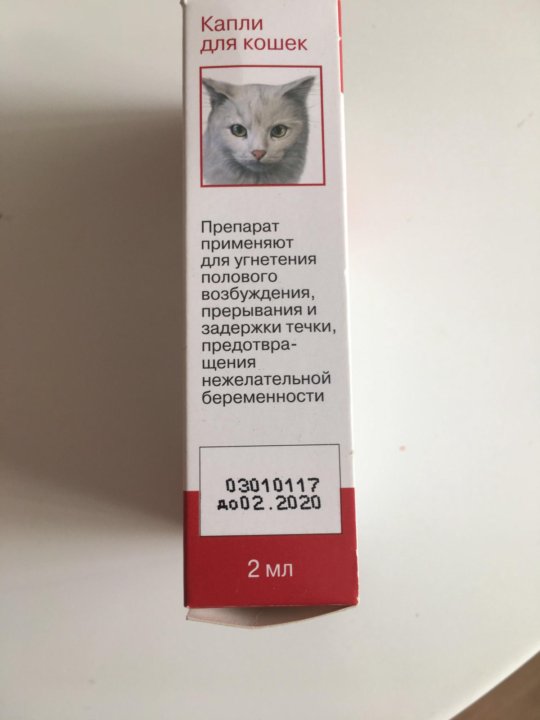 Капли
для кошек
Препарат
применяют
для угнетения
полового
возбуждения,
прерывания и
задержки течки,
предотвра-
щения
нежелательной
беременности
03010117
до02.2020
2 мл